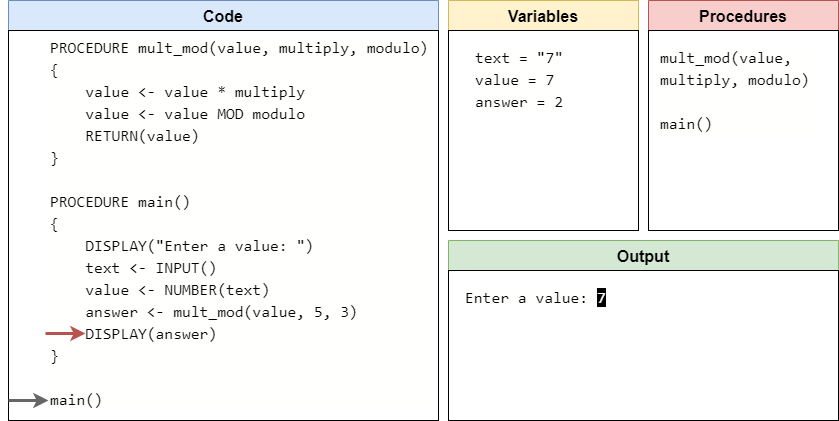 Code
PROCEDURE mult_mod(value, multiply, modulo)
{
value <- value * multiply
value <- value MOD modulo
RETURN(value)
}
PROCEDURE main()
{
DISPLAY("Enter a value: ")
text <- INPUT()
value <- NUMBER(text)
answer <- mult_mod(value, 5, 3)
DISPLAY(answer)
}
main()
Variables
text = "7"
value = 7
answer = 2
Procedures
mult_mod(value,
multiply, modulo)
main()
Output
Enter a value: 7